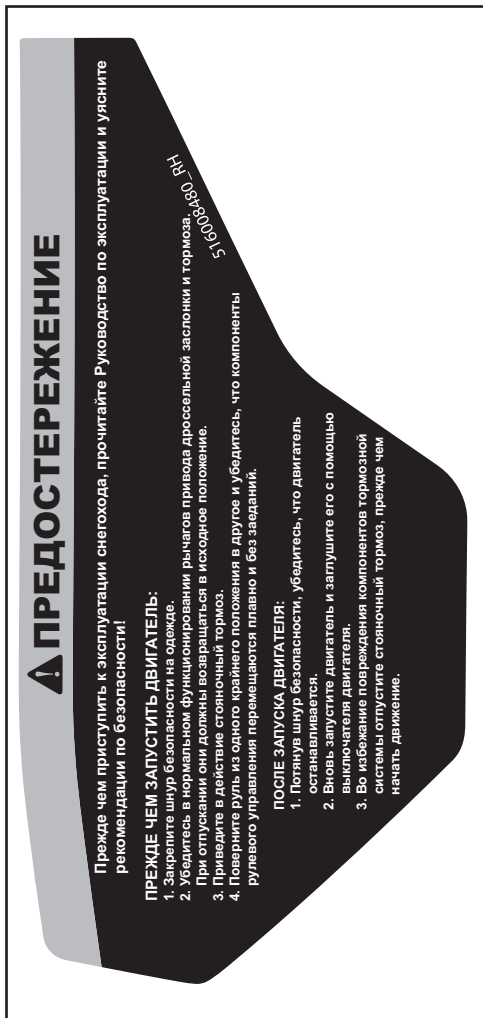 ПРЕДОСТЕРЕЖЕНИЕ
Прежде чем приступить к эксплуатации снегохода, прочитайте Руководство по эксплуатации и уясните
рекомендации по безопасности!
ПРЕЖДЕ ЧЕМ ЗАПУСТИТЬ ДВИГАТЕЛЬ:
1. Закрепите шнур безопасности на одежде.
2. Убедитесь в нормальном функционировании рычагов привода дроссельной заслонки и тормоза.
При отпускании они должны возвращаться в исходное положение.
3. Приведите в действие стояночный тормоз.
4. Поверните руль из одного крайнего положения в другое и убедитесь, что компоненты
рулевого управления перемещаются плавно и без заеданий.
ПОСЛЕ ЗАПУСКА ДВИГАТЕЛЯ:
1. Потянув шнур безопасности, убедитесь, что двигатель
останавливается.
2. Вновь запустите двигатель и заглушите его с помощью
выключателя двигателя.
3. Во избежание повреждения компонентов тормозной
системы отпустите стояночный тормоз, прежде чем
начать движение.
516008480_RH